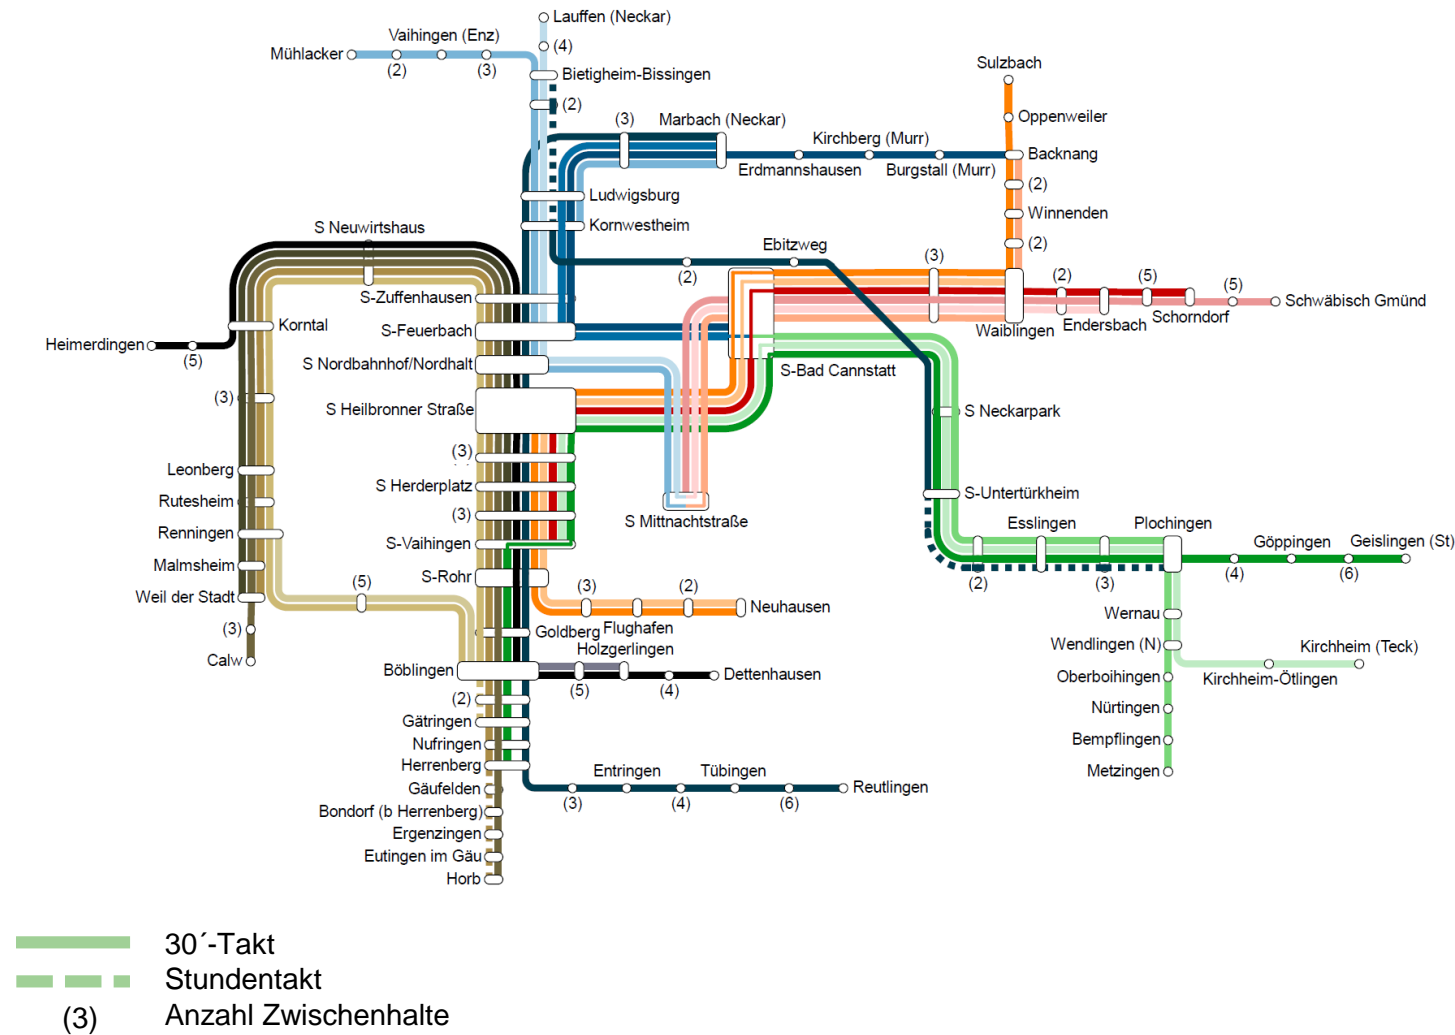 Lauffen (Neckar)
Vaihingen (Enz)
(4)
Mühlacker
(2)
(3)
Bietigheim-Bissingen
(2)
Sulzbach
Oppenweiler
(3)
Marbach (Neckar)
Kirchberg (Murr)
Backnang
Erdmannshausen
Burgstall (Murr)
(2)
Ludwigsburg
Winnenden
Kornwestheim
S Neuwirtshaus
Ebitzweg
(2)
(2)
(3)
(2)
(5)
S-Zuffenhausen
(5)
Schwäbisch Gmünd
Korntal
S-Feuerbach
Waiblingen
Endersbach
Schorndorf
Heimerdingen
(5)
S Nordbahnhof/Nordhalt
S-Bad Cannstatt
(3)
S Heilbronner Straße
S Neckarpark
(3)
Leonberg
S Herderplatz
S-Untertürkheim
Rutesheim
(3)
S Mittnachtstraße
Renningen
S-Vaihingen
Esslingen
Plochingen
Göppingen
Geislingen (St)
Malmsheim
S-Rohr
(2)
(3)
(4)
(6)
(5)
(3)
(2)
Weil der Stadt
Neuhausen
Wernau
(3)
Goldberg
Flughafen
Holzgerlingen
Wendlingen (N)
Kirchheim (Teck)
Calw
Böblingen
Dettenhausen
(5)
(4)
Oberboihingen
Kirchheim-Ötlingen
(2)
Nürtingen
Gätringen
Nufringen
Bempflingen
Herrenberg
Entringen
Tübingen
Metzingen
Gäufelden
Reutlingen
(3)
(4)
(6)
Bondorf (b Herrenberg)
Ergenzingen
Eutingen im Gäu
Horb
30´-Takt
Stundentakt
(3)
Anzahl Zwischenhalte